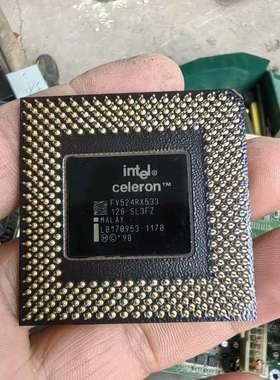 intel
celeron™
FV524RX533
128 SL3FZ
MALAY
L0170953-1170
i Ⓜ©'98